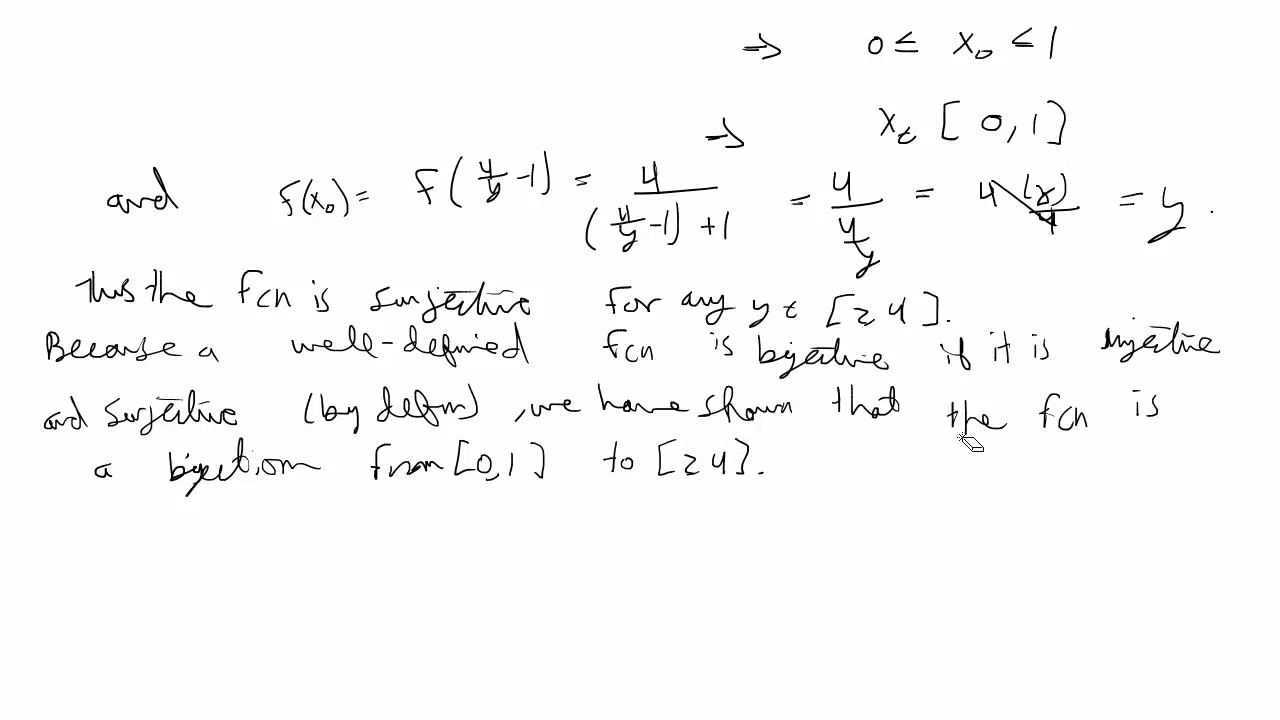 ⇒ 0 ≤ x₀ ≤ 1
⇒ x ∈ [0,1]
and f(x₀) = f(4/y -1) = 4/((4/y -1)+1) = 4/(4/y) = 4(y)/4 = y.
Thus the fcn is surjective for any y ∈ [2 4].
Because a well-defined fcn is bijective if it is injective
and surjective (by defn), we have shown that the fcn is
a bijection from [0,1] to [2 4].